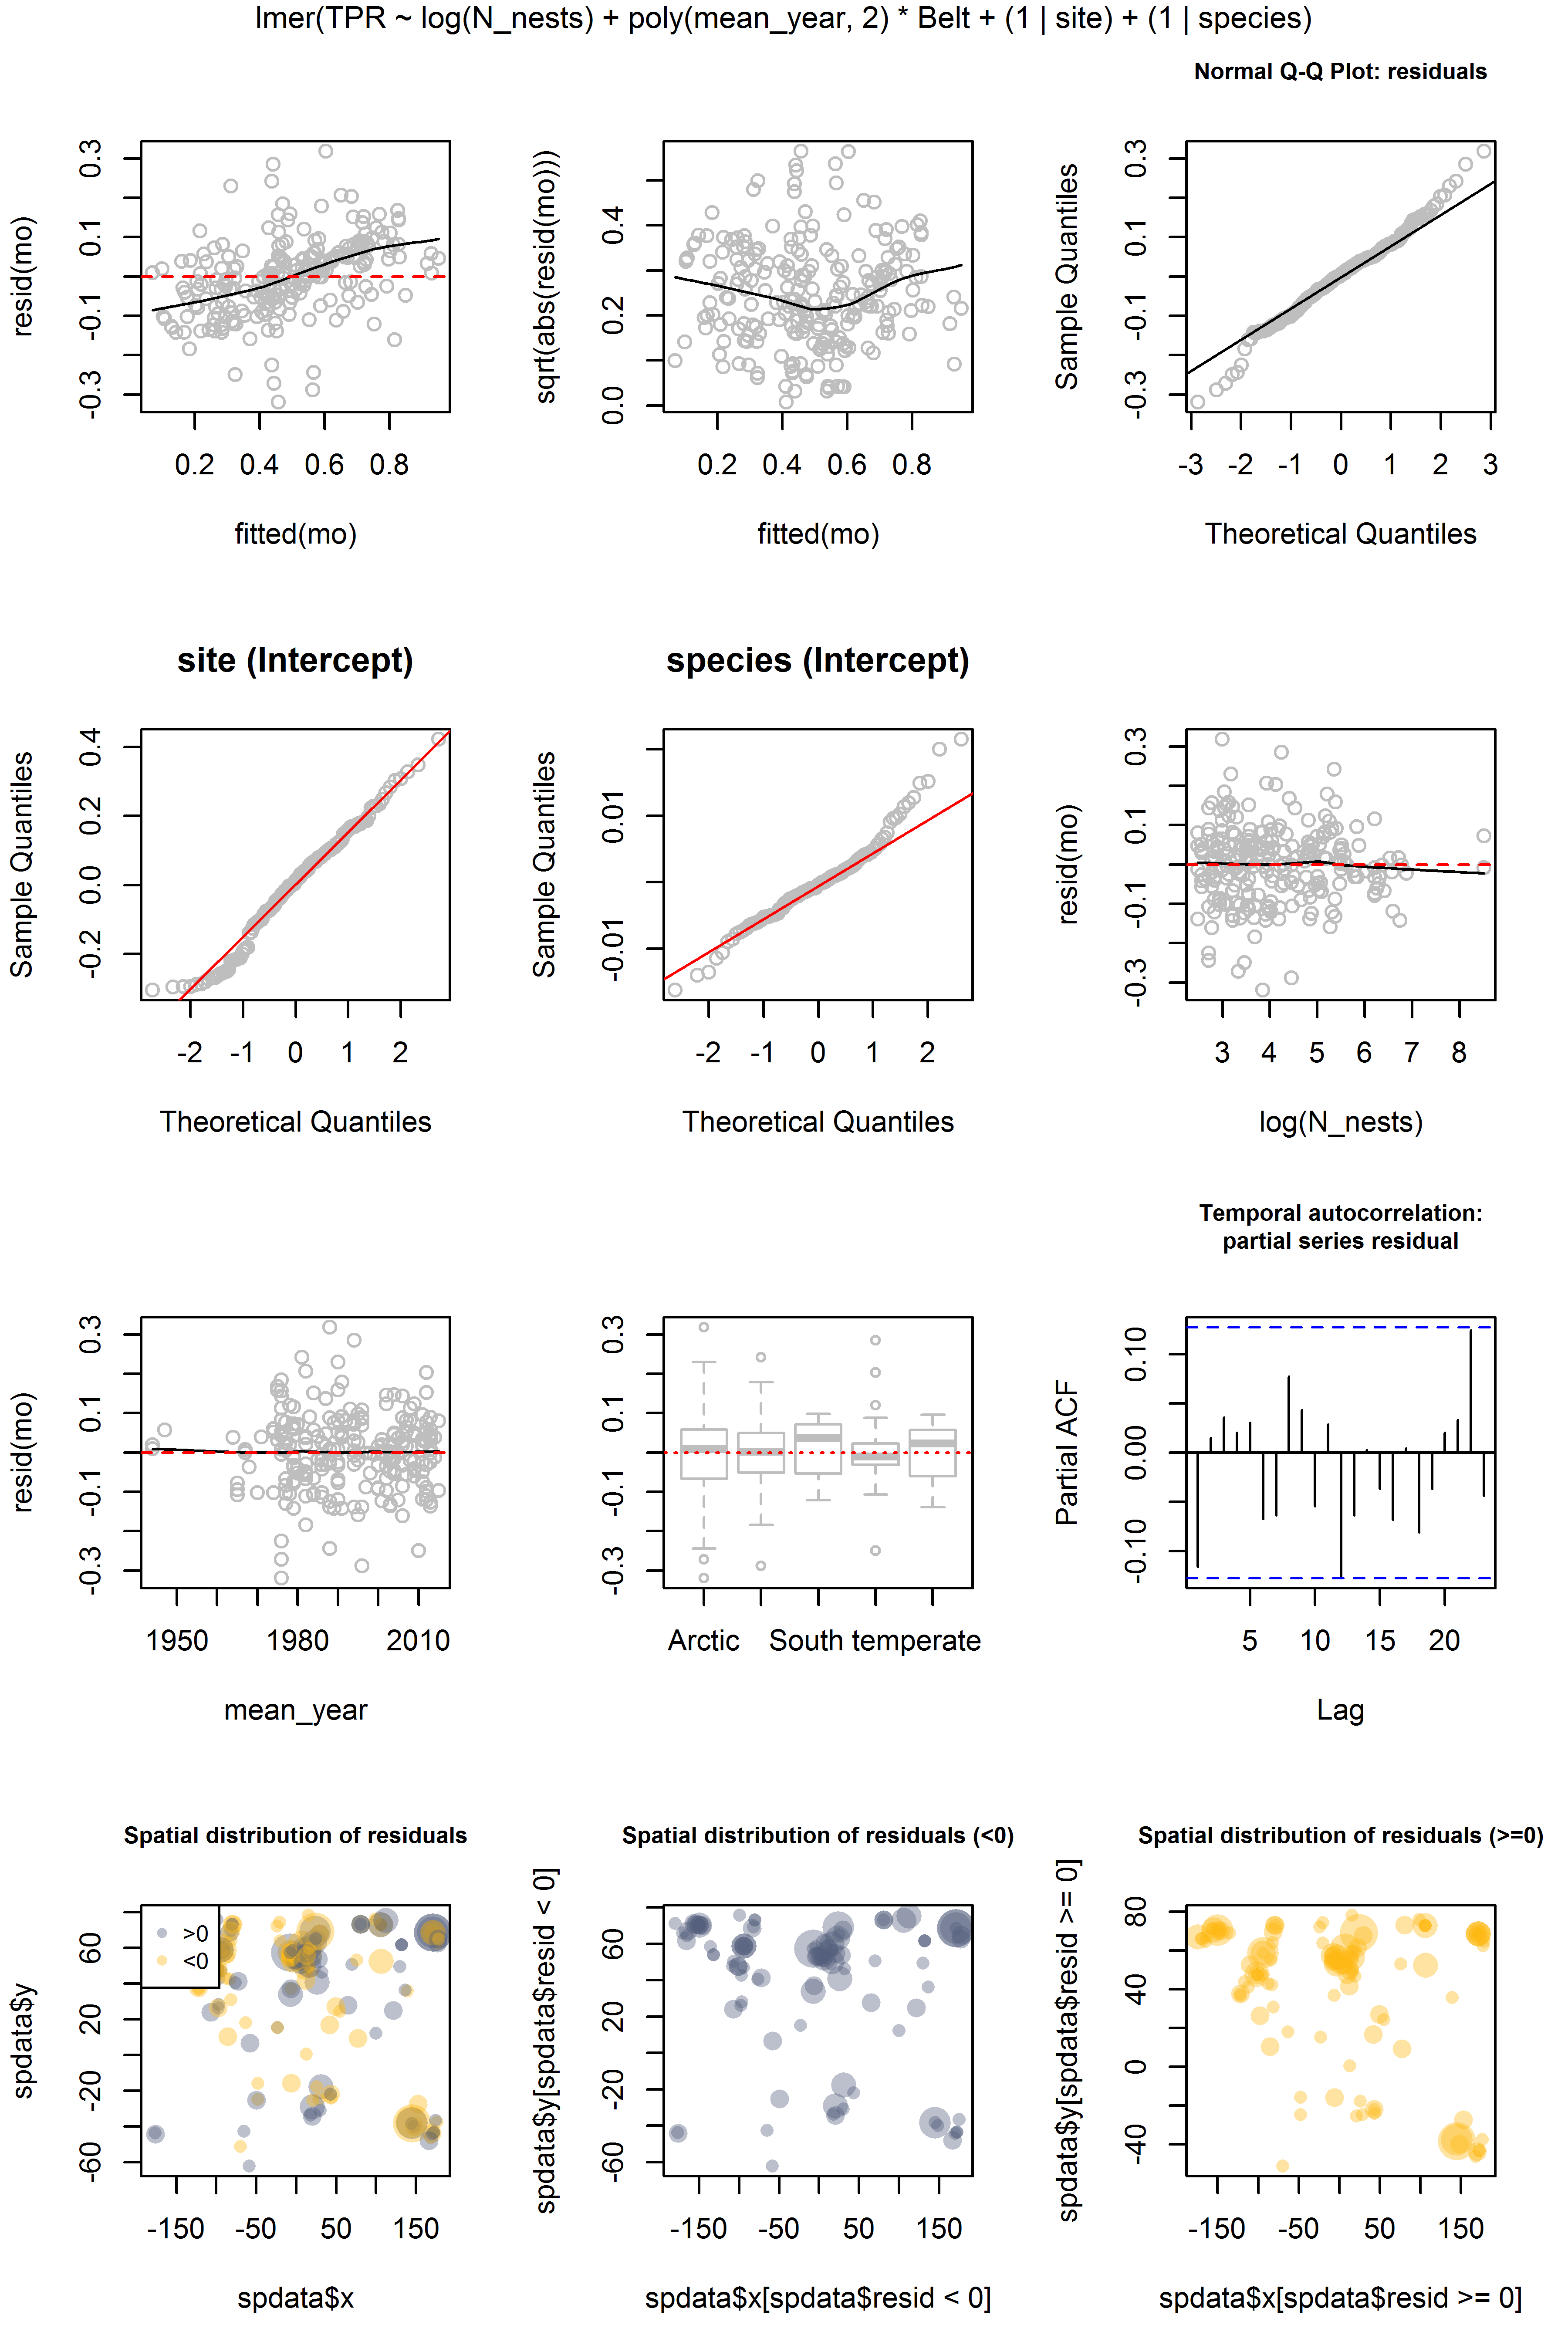 lmer(TPR ~ log(N_nests) + poly(mean_year, 2) * Belt + (1 | site) + (1 | species)
resid(mo)
-0.3 -0.1 0.1 0.3
0.2 0.4 0.6 0.8
fitted(mo)
sqrt(abs(resid(mo)))
0.0 0.2 0.4
0.2 0.4 0.6 0.8
fitted(mo)
Normal Q-Q Plot: residuals
Sample Quantiles
-0.3 -0.1 0.1 0.3
-3 -2 -1 0 1 2 3
Theoretical Quantiles
site (Intercept)
Sample Quantiles
-0.2 0.0 0.2 0.4
-2 -1 0 1 2
Theoretical Quantiles
species (Intercept)
Sample Quantiles
-0.01 0.01
-2 -1 0 1 2
Theoretical Quantiles
resid(mo)
-0.3 -0.1 0.1 0.3
3 4 5 6 7 8
log(N_nests)
resid(mo)
-0.3 -0.1 0.1 0.3
1950 1980 2010
mean_year
-0.3 -0.1 0.1 0.3
Arctic South temperate
Temporal autocorrelation:
partial series residual
Partial ACF
-0.10 0.00 0.10
5 10 15 20
Lag
Spatial distribution of residuals
spdata$y
-60 -20 20 60
>0
<0
-150 -50 50 150
spdata$x
Spatial distribution of residuals (<0)
spdata$y[spdata$resid < 0]
-60 -20 20 60
-150 -50 50 150
spdata$x[spdata$resid < 0]
Spatial distribution of residuals (>=0)
spdata$y[spdata$resid >= 0]
-40 0 40 80
-150 -50 50 150
spdata$x[spdata$resid >= 0]